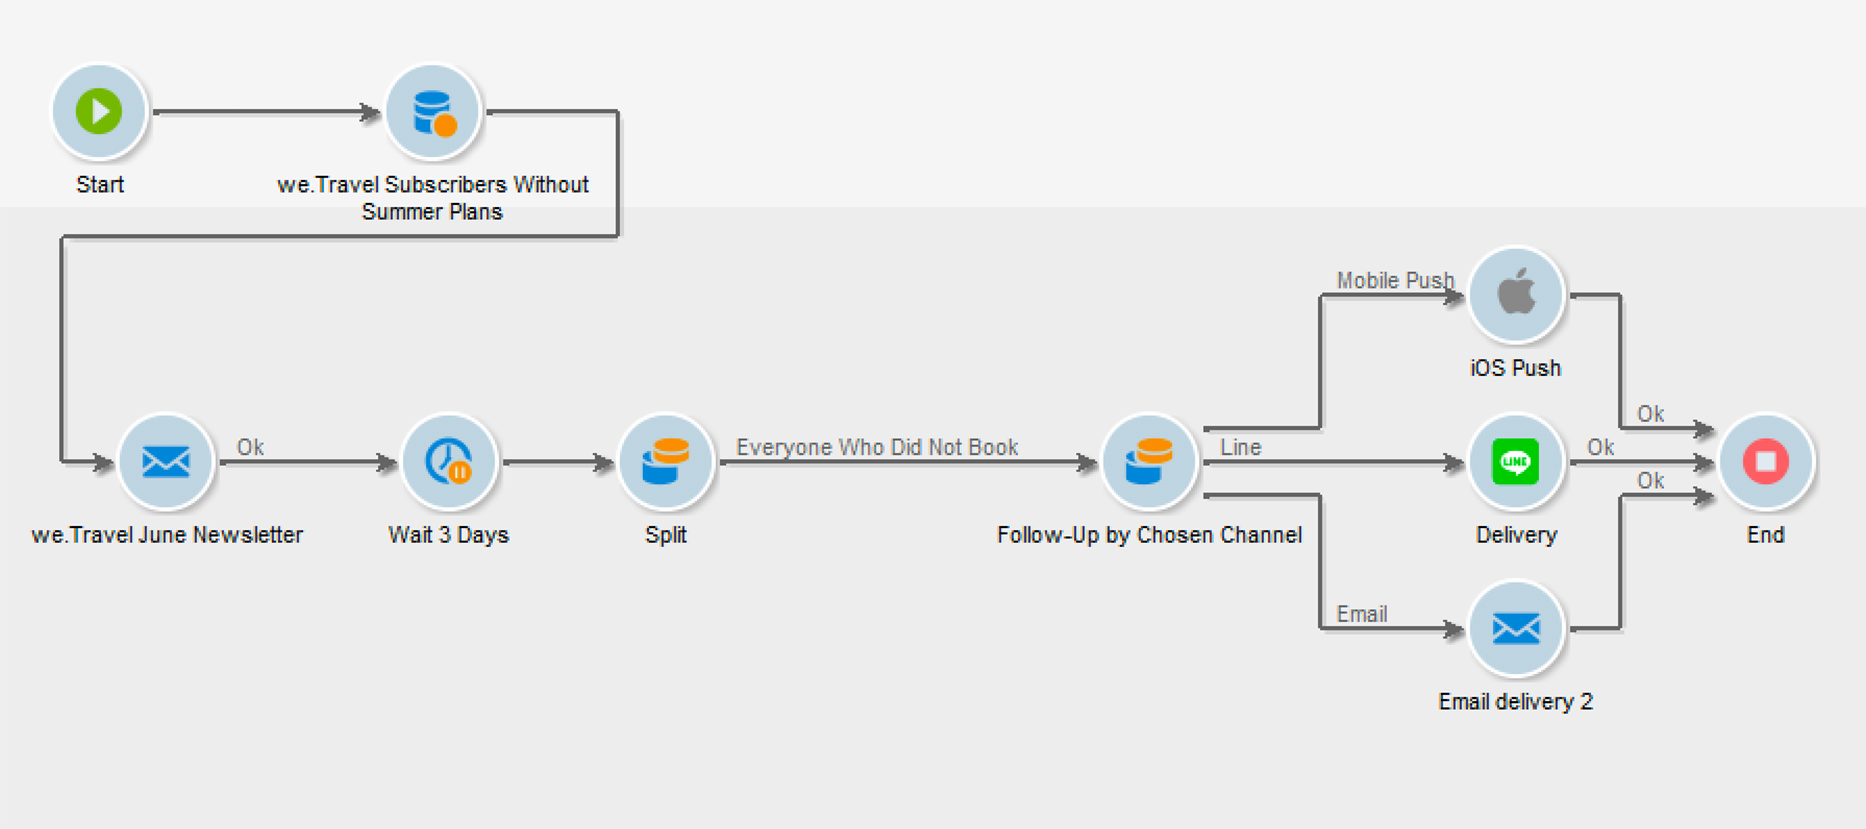 Start
we.Travel Subscribers Without
Summer Plans
Mobile Push
iOS Push
Ok
Ok
Everyone Who Did Not Book
Line
LINE
Ok
Ok
we.Travel June Newsletter
Wait 3 Days
Split
Follow-Up by Chosen Channel
Delivery
End
Email
Email delivery 2